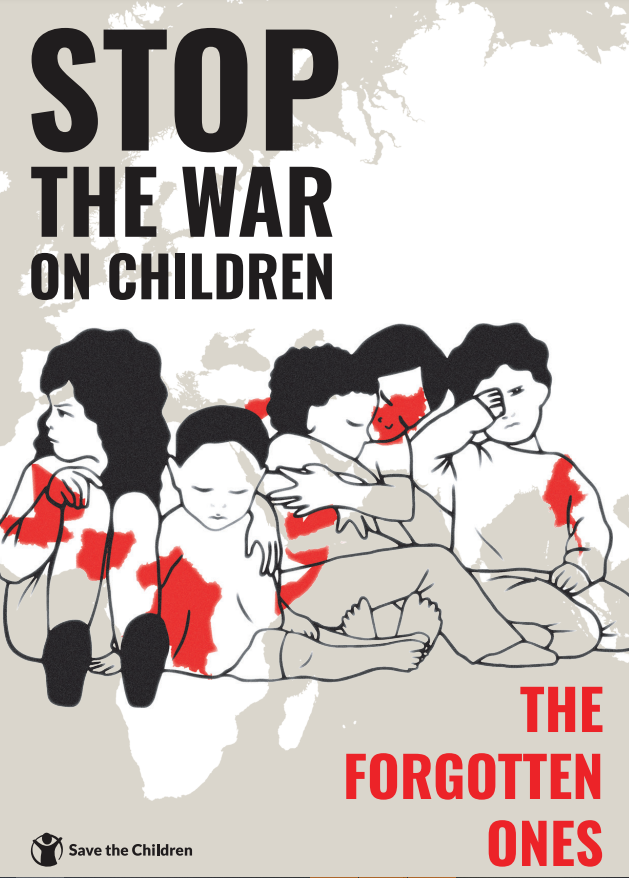 STOP
THE WAR
ON CHILDREN
THE
FORGOTTEN
ONES
Save the Children